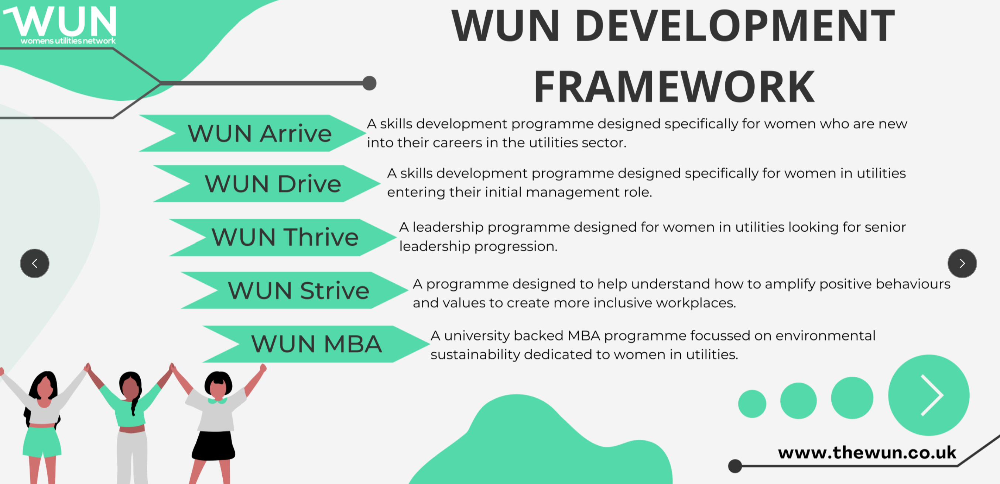 WUN
womens utilities network
WUN DEVELOPMENT
FRAMEWORK
WUN Arrive
A skills development programme designed specifically for women who are new
into their careers in the utilities sector.
WUN Drive
A skills development programme designed specifically for women in utilities
entering their initial management role.
WUN Thrive
A leadership programme designed for women in utilities looking for senior
leadership progression.
WUN Strive
A programme designed to help understand how to amplify positive behaviours
and values to create more inclusive workplaces.
WUN MBA
A university backed MBA programme focussed on environmental
sustainability dedicated to women in utilities.
www.thewun.co.uk